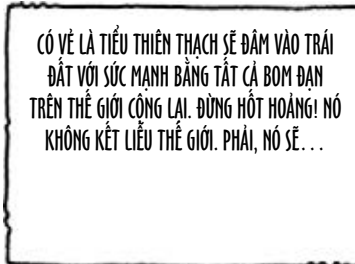 CÓ VẺ LÀ TIỂU THIÊN THẠCH SẼ ĐÂM VÀO TRÁI
ĐẤT VỚI SỨC MẠNH BẰNG TẤT CẢ BOM ĐẠN
TRÊN THẾ GIỚI CỘNG LẠI. ĐỪNG HỐT HOẢNG! NÓ
KHÔNG KẾT LIỄU THẾ GIỚI. PHẢI, NÓ SẼ...